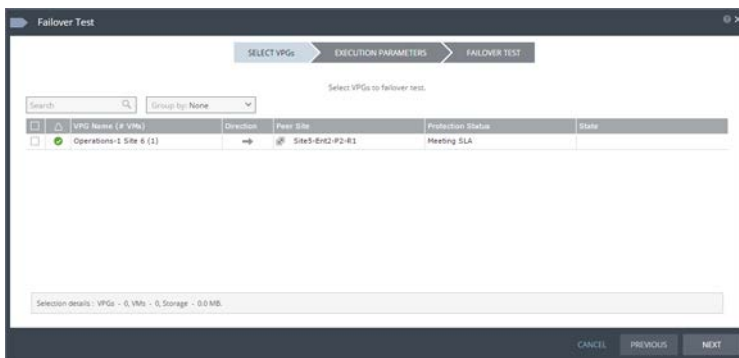 Failover Test
SELECT VPGs EXECUTION PARAMETERS FAILOVER TEST
Select VPGs to failover test.
Search Group by: None
VPG Name (# VMs) Direction Peer Site Protection Status State
Operations-1 Site 6 (1) Site5-Ent2-P2-R1 Meeting SLA
Selection details : VPGs - 0, VMs - 0, Storage - 0.0 MB.
CANCEL PREVIOUS NEXT